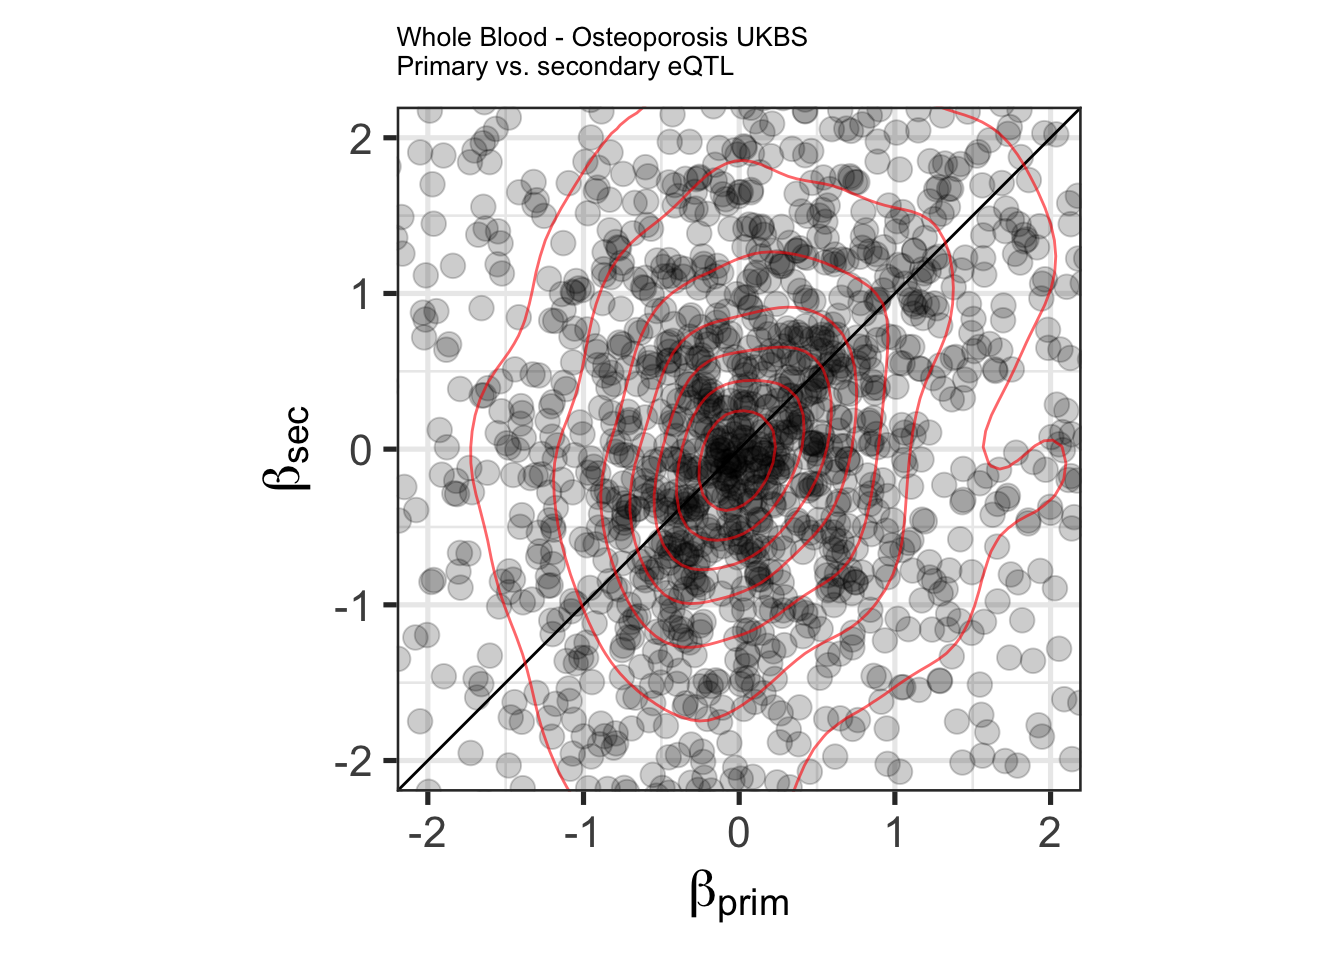 Whole Blood - Osteoporosis UKBS
Primary vs. secondary eQTL
2
1
0
-1
-2
βsec
-2 -1 0 1 2
βprim